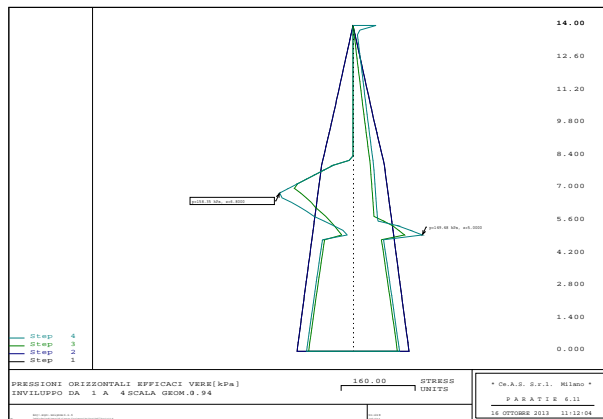 14.00
12.60
11.20
9.800
8.400
7.000
5.600
4.200
2.800
1.400
0.000
Step 4
Step 3
Step 2
Step 1
PRESSIONI ORIZZONTALI EFFICACI VERE[kPa]
INVILUPPO DA 1 A 4 SCALA GEOM.0.94
160.00
STRESS
UNITS
* Ce.A.S. S.r.l. Milano *
P A R A T I E 6.11
16 OTTOBRE 2013 11:12:04